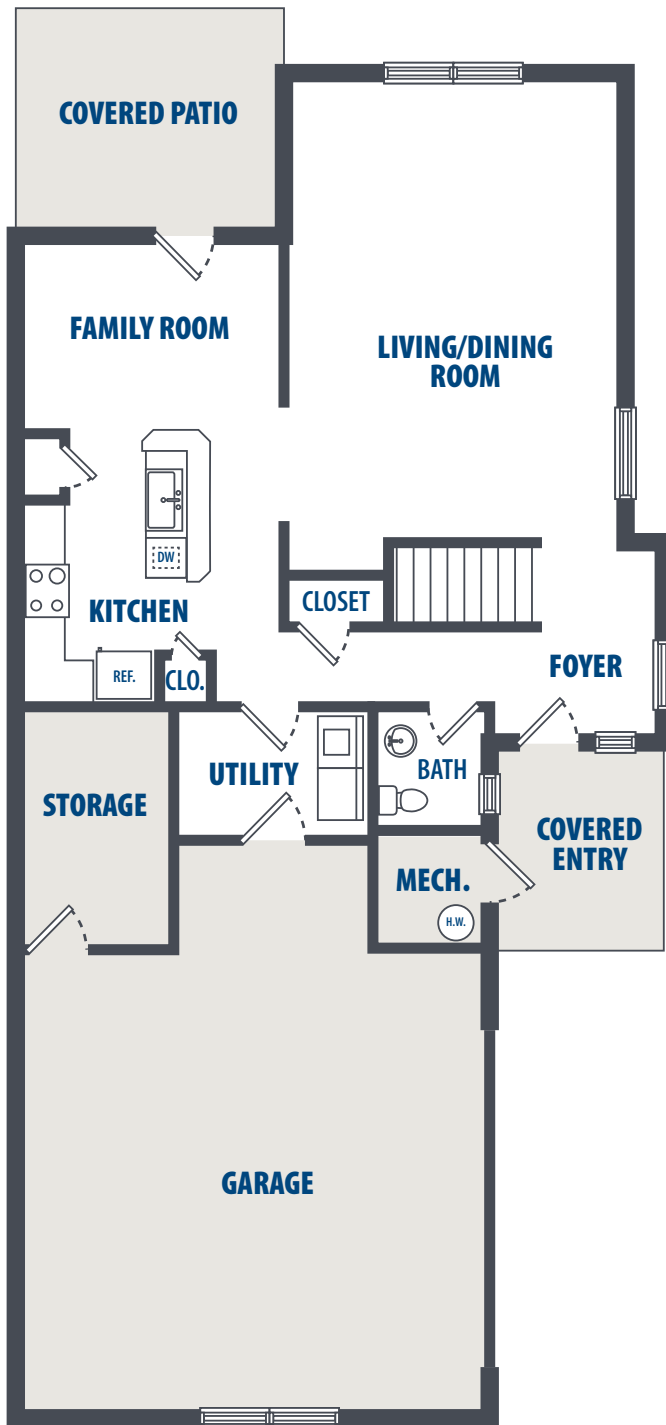 COVERED PATIO
FAMILY ROOM
LIVING/DINING
ROOM
DW
KITCHEN
CLOSET
REF.
CLO.
FOYER
UTILITY
BATH
STORAGE
COVERED
ENTRY
MECH.
H.W.
GARAGE